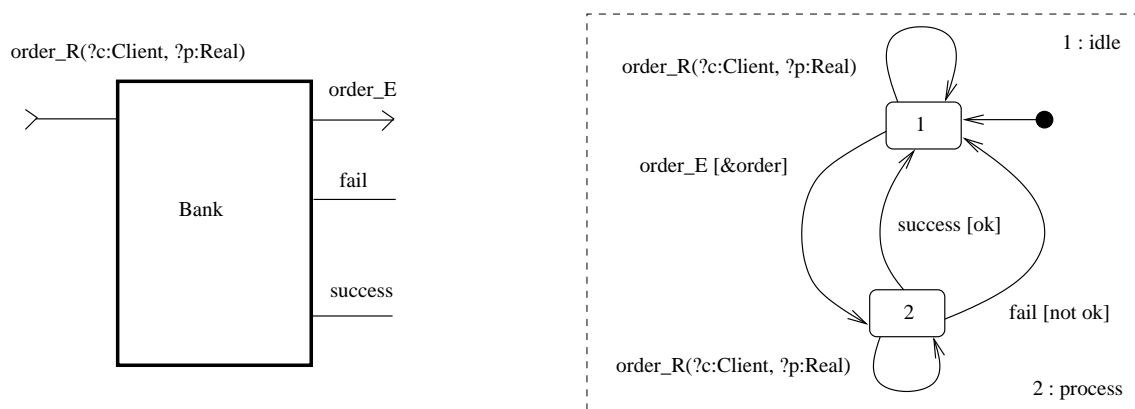 order_R(?c:Client, ?p:Real)
order_E
fail
Bank
success
1 : idle
order_R(?c:Client, ?p:Real)
1
order_E [&order]
success [ok]
2
fail [not ok]
order_R(?c:Client, ?p:Real)
2 : process